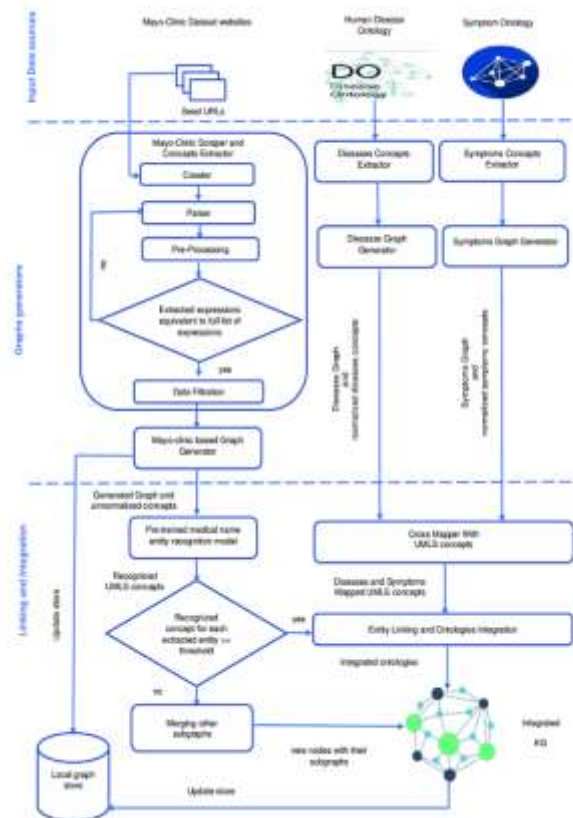 Mayo-Clinic Dataset websites
Human Disease
Ontology
Symptom Ontology
Input Data sources
DO
Seed URLs
Mayo-Clinic Scraper and
Concepts Extractor
Crawler
Parser
Pre-Processing
no
Extracted expressions
equivalent to full list of
expressions
yes
Data Filtration
Mayo-clinic based Graph
Generator
Diseases Concepts
Extractor
Symptoms Concepts
Extractor
Diseases Graph
Generator
Symptoms Graph Generator
Graphs generations
Diseases Graph
and
normalized diseases concepts
Symptoms Graph
and
normalized symptoms concepts
Generated Graph and
unnormalized concepts
Pre-trained medical name
entity recognition model
Cross Mapper With
UMLS concepts
Recognized
UMLS concepts
Diseases and Symptoms
Mapped UMLS concepts
Linking and Integration
Update store
Recognized
concept for each
extracted entity >=
threshold
yes
Entity Linking and Ontologies Integration
Integrated ontologies
no
Merging other
subgraphs
new nodes with their
subgraphs
Integrated
KG
Local graph
store
Update store